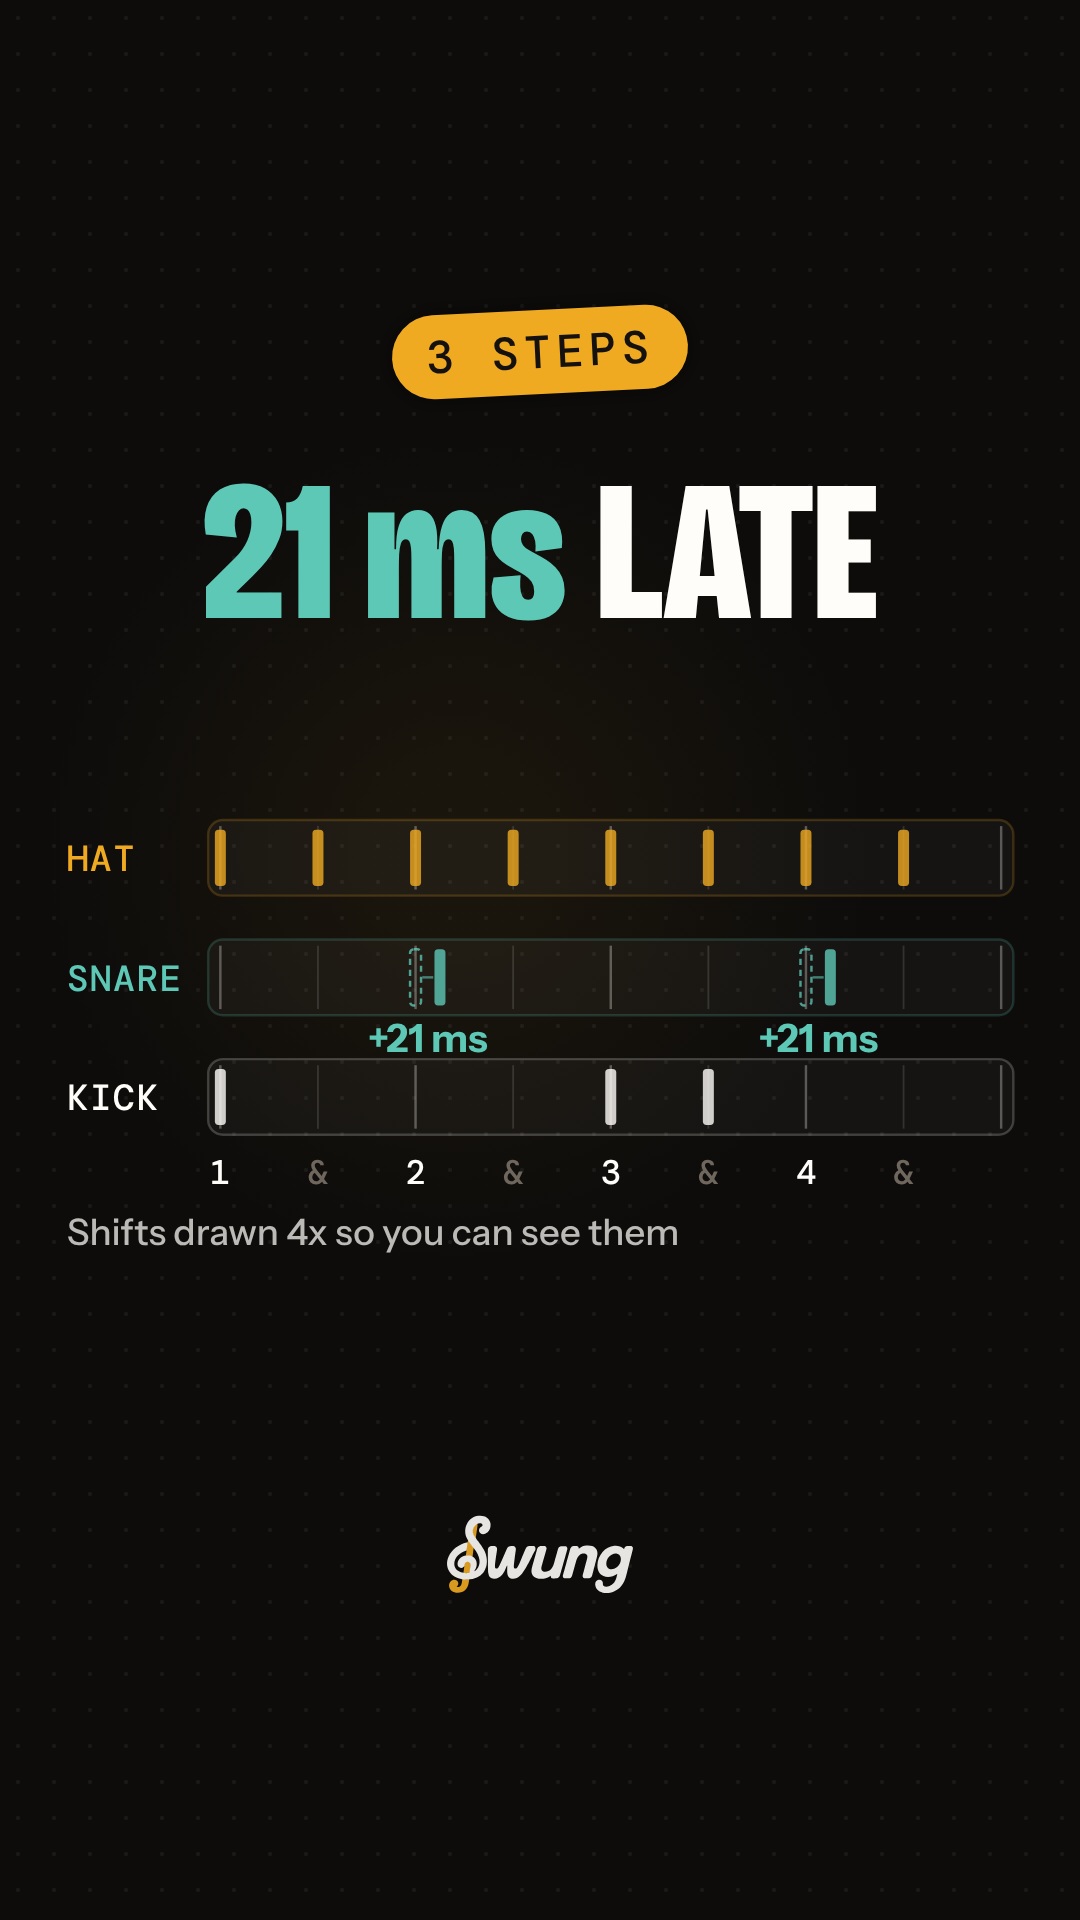 3 STEPS
21 ms LATE
HAT
SNARE
+21 ms +21 ms
KICK
1 & 2 & 3 & 4 &
Shifts drawn 4x so you can see them
Swung